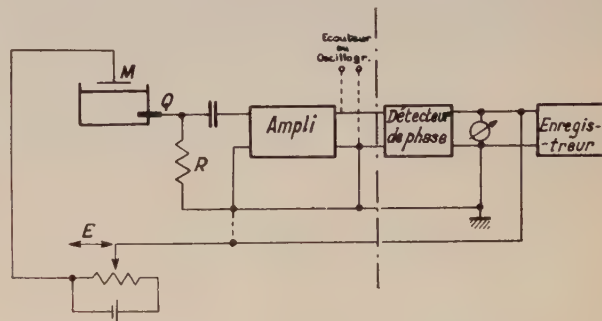 Ecouteur
ou
Oscillogr.
M
Q
Ampli
Détecteur
de phase
Enregis-
-treur
R
E